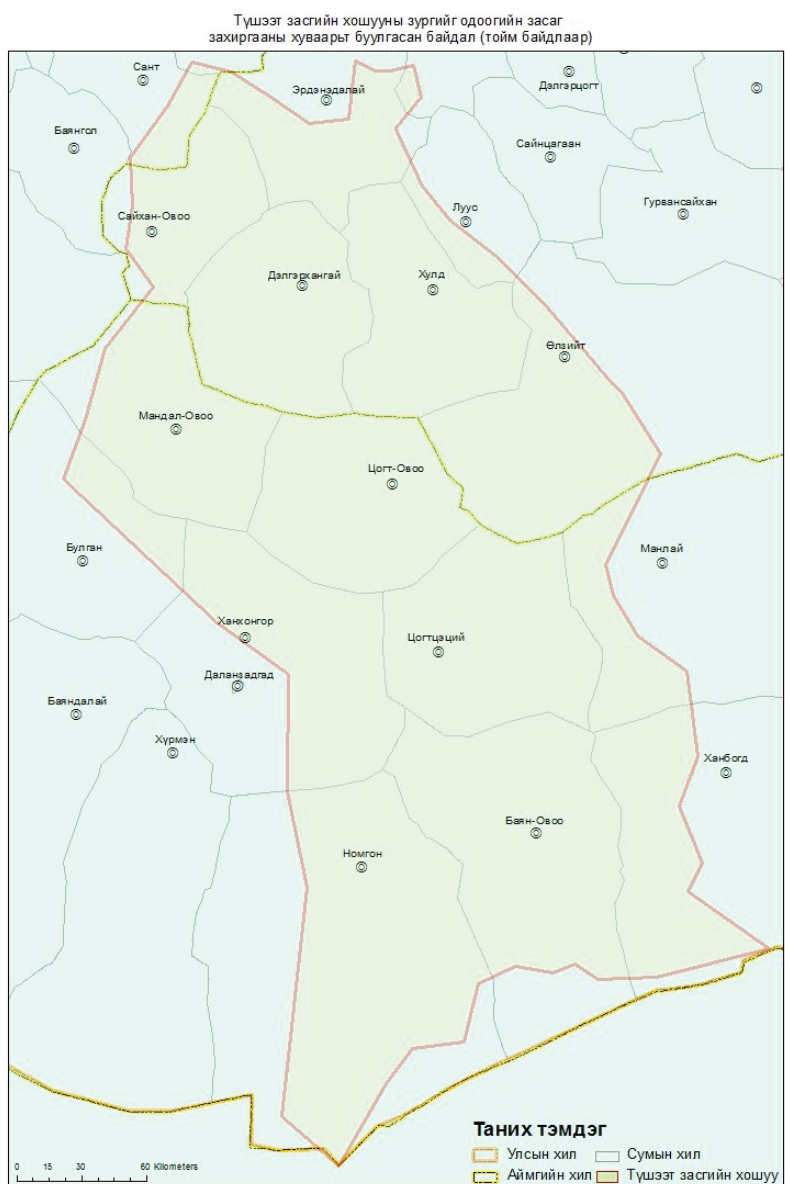 Түшээт засгийн хошууны зургийг одоогийн засаг
захиргааны хуваарьт буулгасан байдал (тойм байдлаар)
Сант
Эрдэнэдалай
Дэлгэрцогт
Баянгол
Сайнцагаан
Гурвансайхан
Луус
Сайхан-Овоо
Дэлгэрхангай
Хулд
Өлзийт
Мандал-Овоо
Цогт-Овоо
Булган
Манлай
Ханхонгор
Цогтцэций
Даланзадгад
Баяндалай
Хүрмэн
Ханбогд
Баян-Овоо
Номгон
Таних тэмдэг
Улсын хил
Сумын хил
Аймгийн хил
Түшээт засгийн хошуу
0 15 30 60 Kilometers